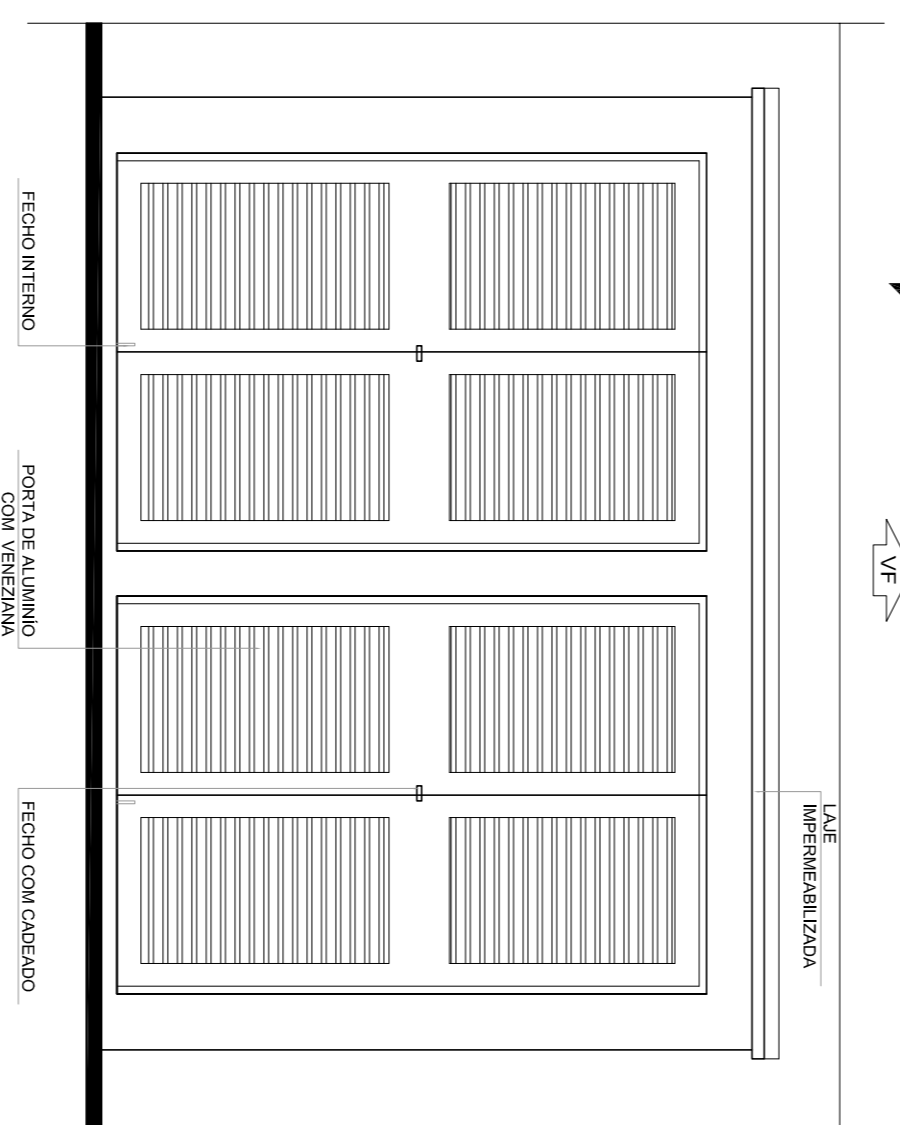 VF
LAJE
IMPERMEABILIZADA
FECHO INTERNO
PORTA DE ALUMINÍO
COM VENEZIANA
FECHO COM CADEADO